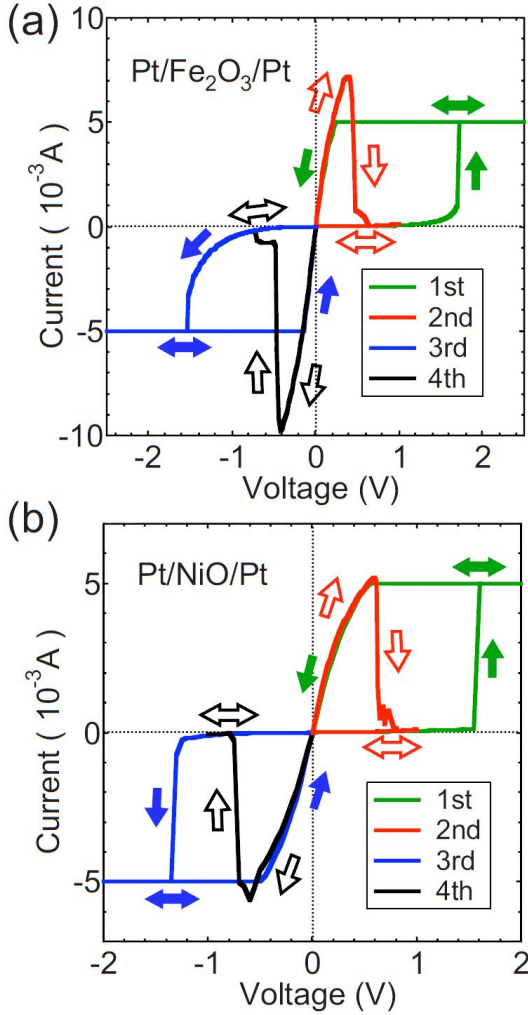 (a)
Pt/Fe2O3/Pt
Current ( 10-3A)
10
5
0
-5
-10
1st
2nd
3rd
4th
-2
-1
0
1
2
Voltage (V)
(b)
Pt/NiO/Pt
Current ( 10-3A)
5
0
-5
1st
2nd
3rd
4th
-2
-1
0
1
2
Voltage (V)